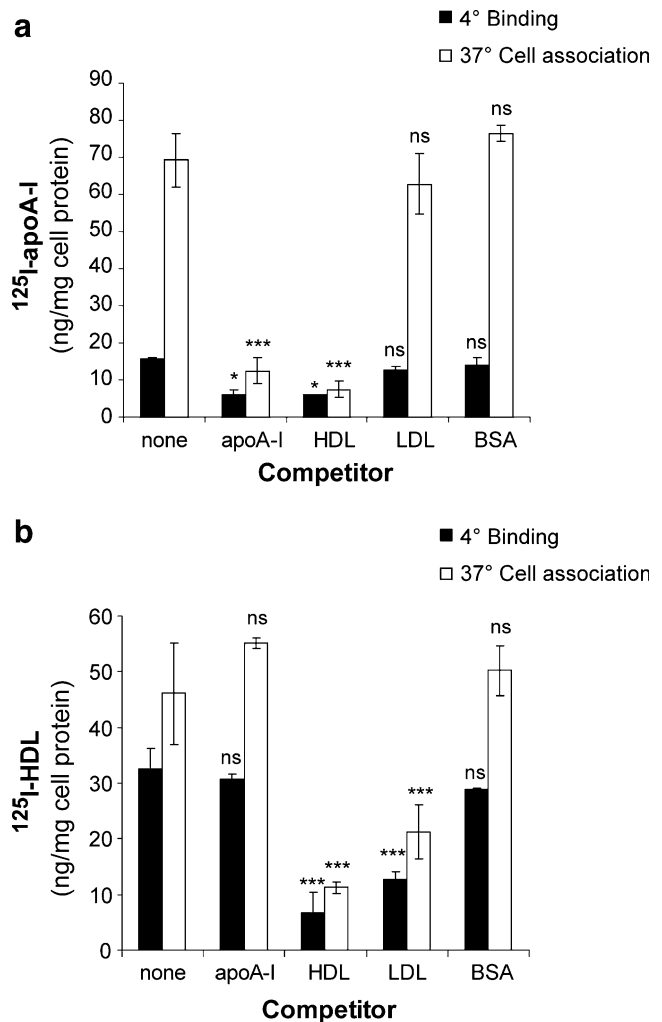 a
4° Binding
37° Cell association
125I-apoA-I
(ng/mg cell protein)
90
80
70
60
50
40
30
20
10
0
* *** * *** ns ns ns ns
none apoA-I HDL LDL BSA
Competitor
b
4° Binding
37° Cell association
125I-HDL
(ng/mg cell protein)
60
50
40
30
20
10
0
ns ns *** *** *** *** ns ns
none apoA-I HDL LDL BSA
Competitor